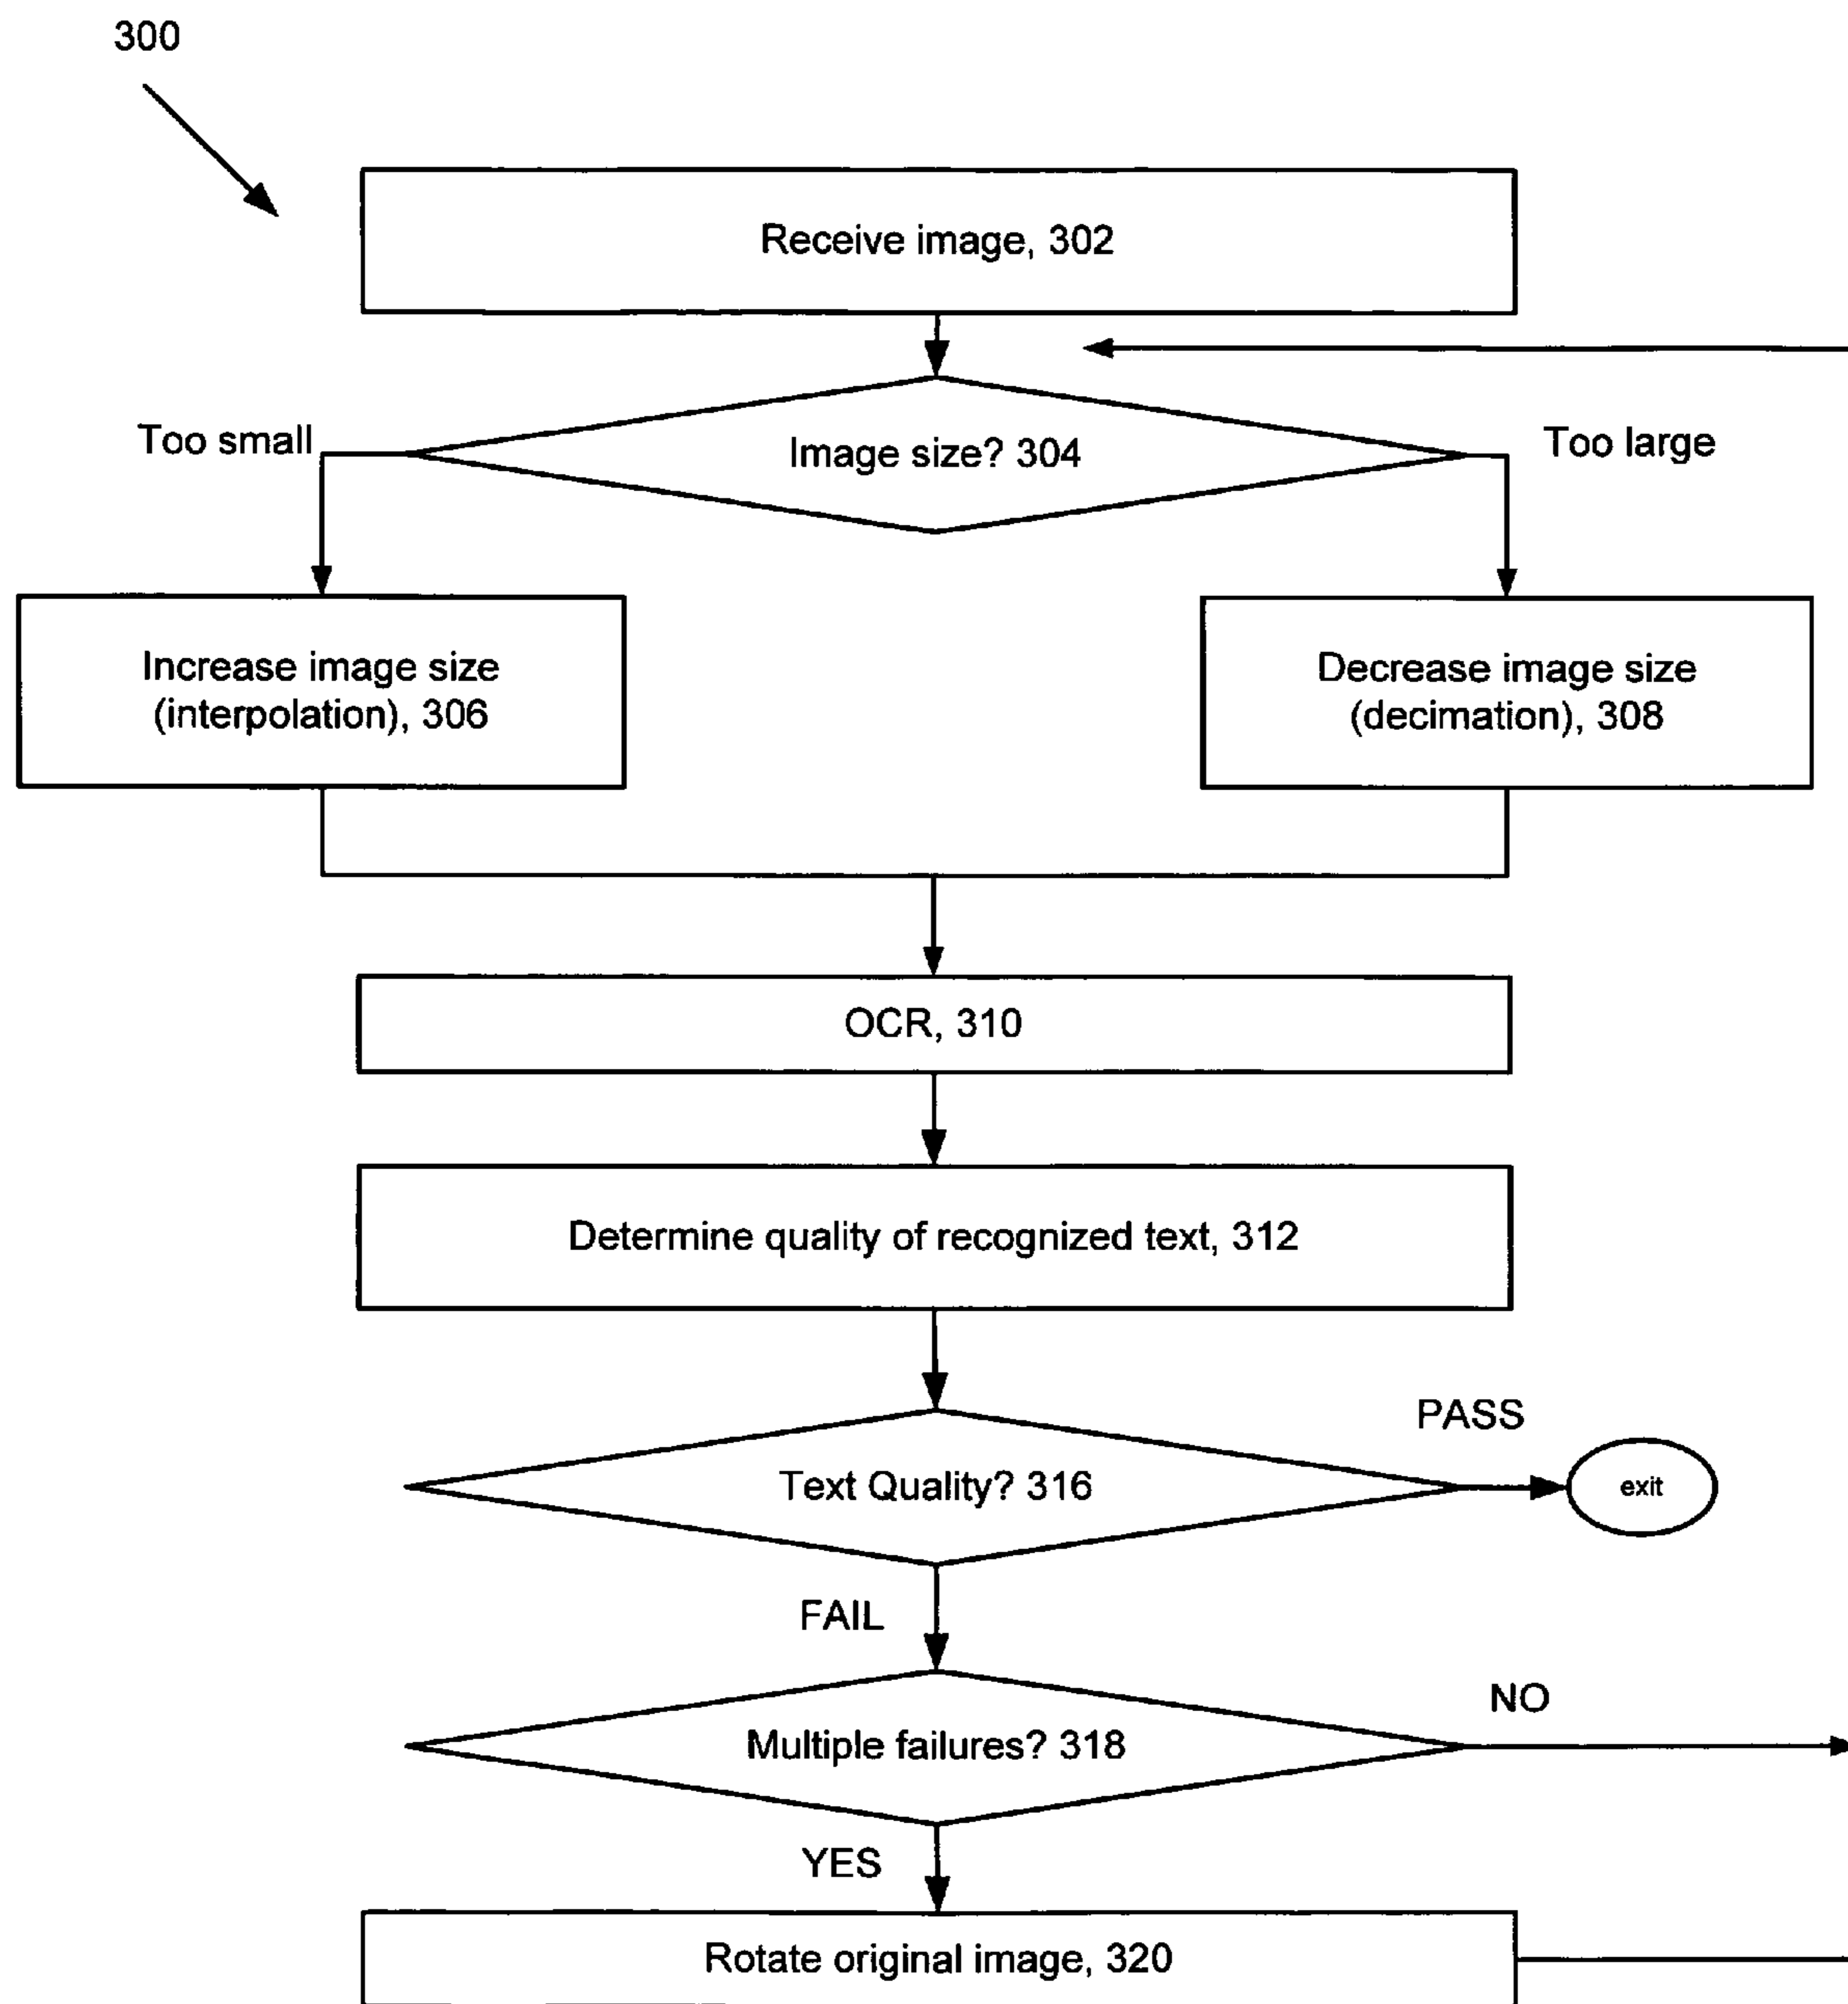 300
Receive image, 302
Too small
Image size? 304
Too large
Increase image size
(interpolation), 306
Decrease image size
(decimation), 308
OCR, 310
Determine quality of recognized text, 312
PASS
Text Quality? 316
exit
FAIL
NO
Multiple failures? 318
YES
Rotate original image, 320